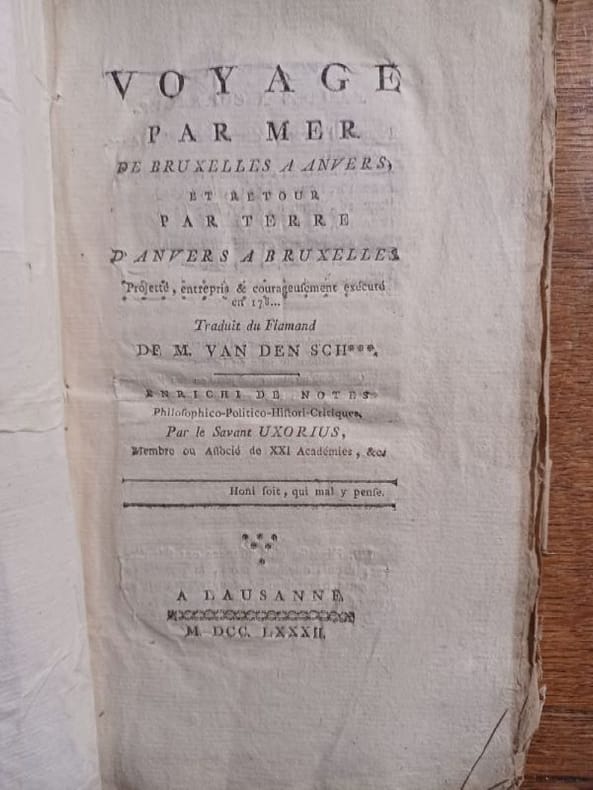 VOYAGE
PAR MER
DE BRUXELLES A ANVERS,
ET RETOUR
PAR TERRE
D'ANVERS A BRUXELLES.
Projetté, entrepris & courageuſement exécuté
en 178...
Traduit du Flamand
DE M. VAN DEN SCH***.
ENRICHI DE NOTES
Philoſophico-Politico-Hiſtori-Critiques,
Par le Savant UXORIUS,
Membre ou Aſſocié de XXI Académies, &c.
Honi ſoit, qui mal y penſe.
A LAUSANNE
M. DCC. LXXXII.